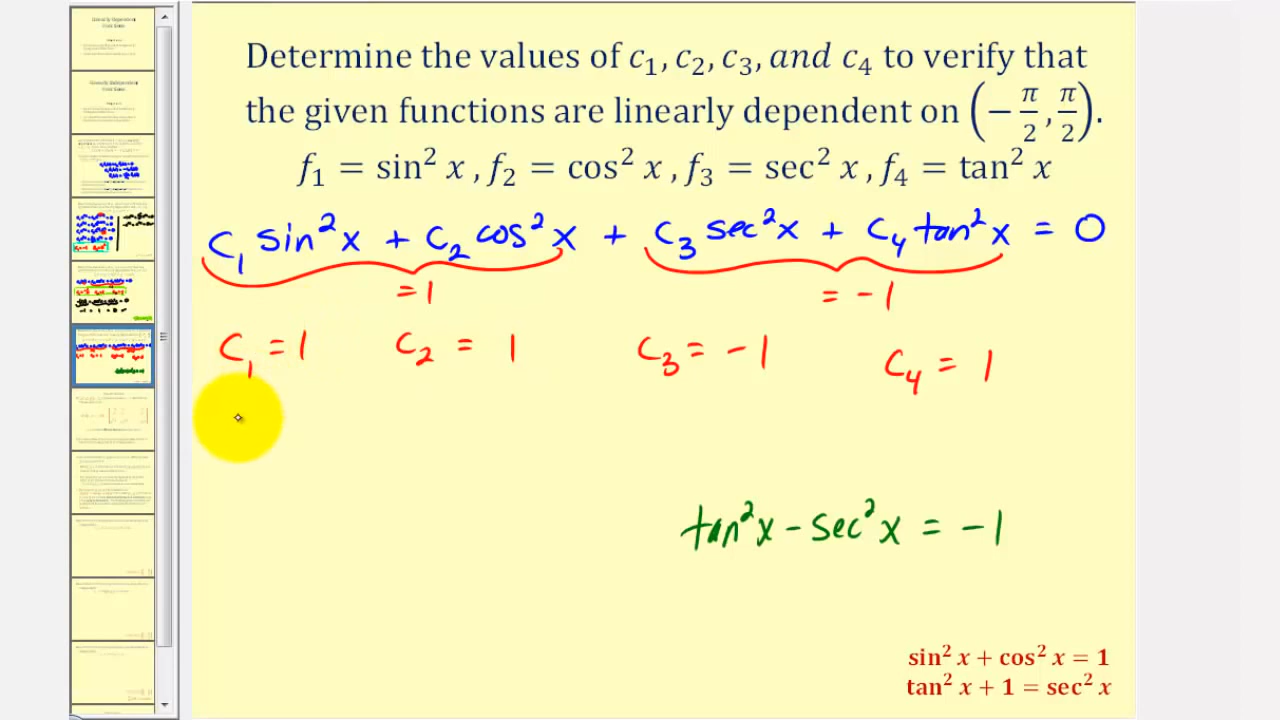 Determine the values of c₁, c₂, c₃, and c₄ to verify that
the given functions are linearly dependent on (−π/2, π/2).
f₁ = sin² x , f₂ = cos² x , f₃ = sec² x , f₄ = tan² x
C₁ sin²x + C₂ cos²x + C₃ sec²x + C₄ tan²x = 0
= 1 = −1
C₁ = 1 C₂ = 1 C₃ = −1 C₄ = 1
tan²x − sec²x = −1
sin² x + cos² x = 1
tan² x + 1 = sec² x